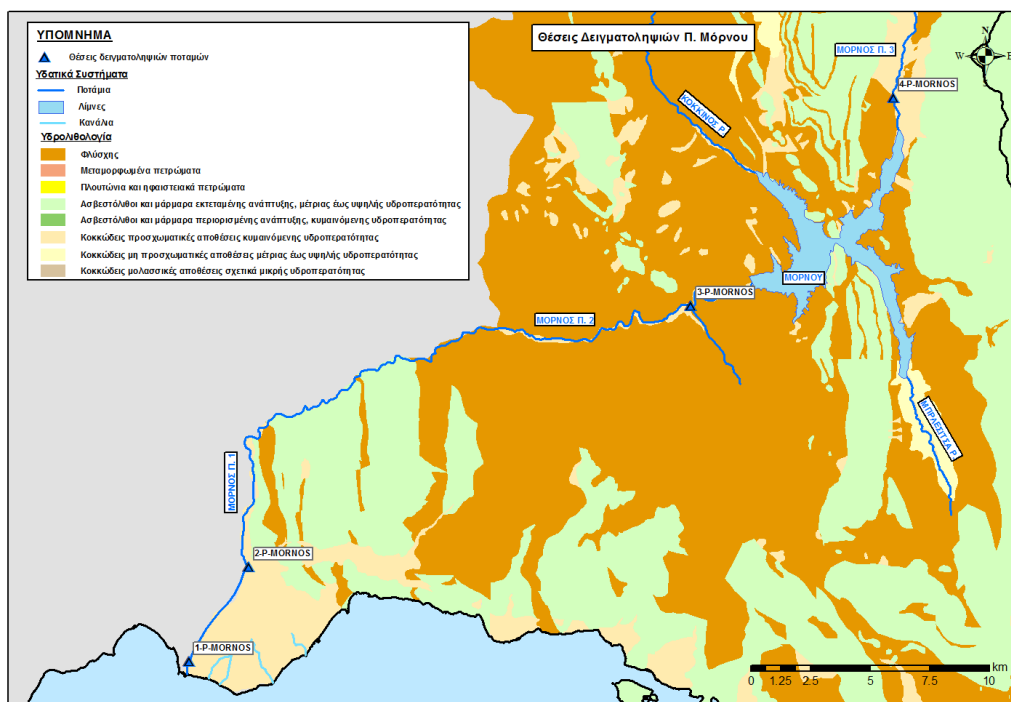 ΥΠΟΜΝΗΜΑ
Θέσεις δειγματοληψιών ποταμών
Υδατικά Συστήματα
Ποτάμια
Λίμνες
Κανάλια
Υδρολιθολογία
Φλύσχης
Μεταμορφωμένα πετρώματα
Πλουτώνια και ηφαιστειακά πετρώματα
Ασβεστόλιθοι και μάρμαρα εκτεταμένης ανάπτυξης, μέτριας έως υψηλής υδροπερατότητας
Ασβεστόλιθοι και μάρμαρα περιορισμένης ανάπτυξης, κυμαινόμενης υδροπερατότητας
Κοκκώδεις προσχωματικές αποθέσεις κυμαινόμενης υδροπερατότητας
Κοκκώδεις μη προσχωματικές αποθέσεις μέτριας έως υψηλής υδροπερατότητας
Κοκκώδεις μολασσικές αποθέσεις σχετικά μικρής υδροπερατότητας
Θέσεις Δειγματοληψιών Π. Μόρνου
N
W
E
S
ΜΟΡΝΟΣ Π. 3
4-P-MORNOS
ΚΟΚΚΙΝΟΣ Ρ.
ΜΟΡΝΟΥ
3-P-MORNOS
ΜΟΡΝΟΣ Π. 2
ΜΠΕΛΕΣΙΤΣΑ Ρ.
ΜΟΡΝΟΣ Π. 1
2-P-MORNOS
1-P-MORNOS
km
0 1.25 2.5 5 7.5 10